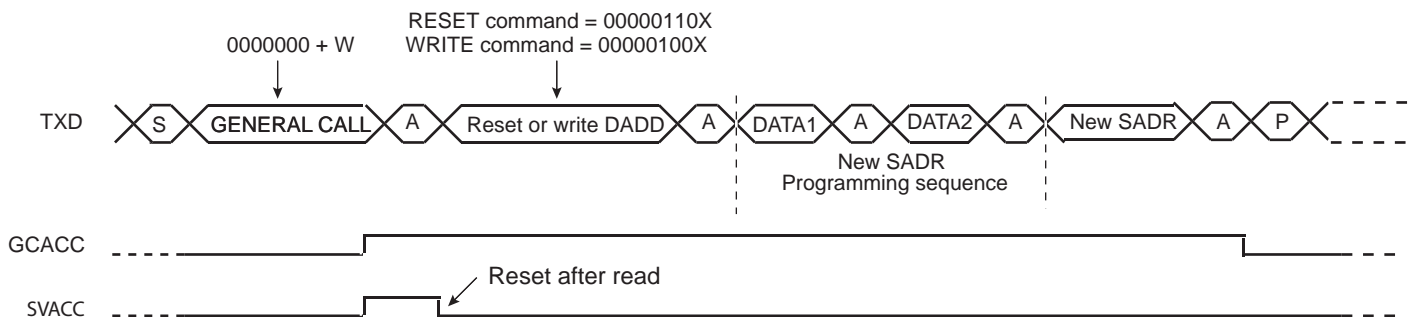 RESET command = 00000110X
0000000 + W WRITE command = 00000100X
TXD S GENERAL CALL A Reset or write DADD A DATA1 A DATA2 A New SADR A P
New SADR
Programming sequence
GCACC
Reset after read
SVACC